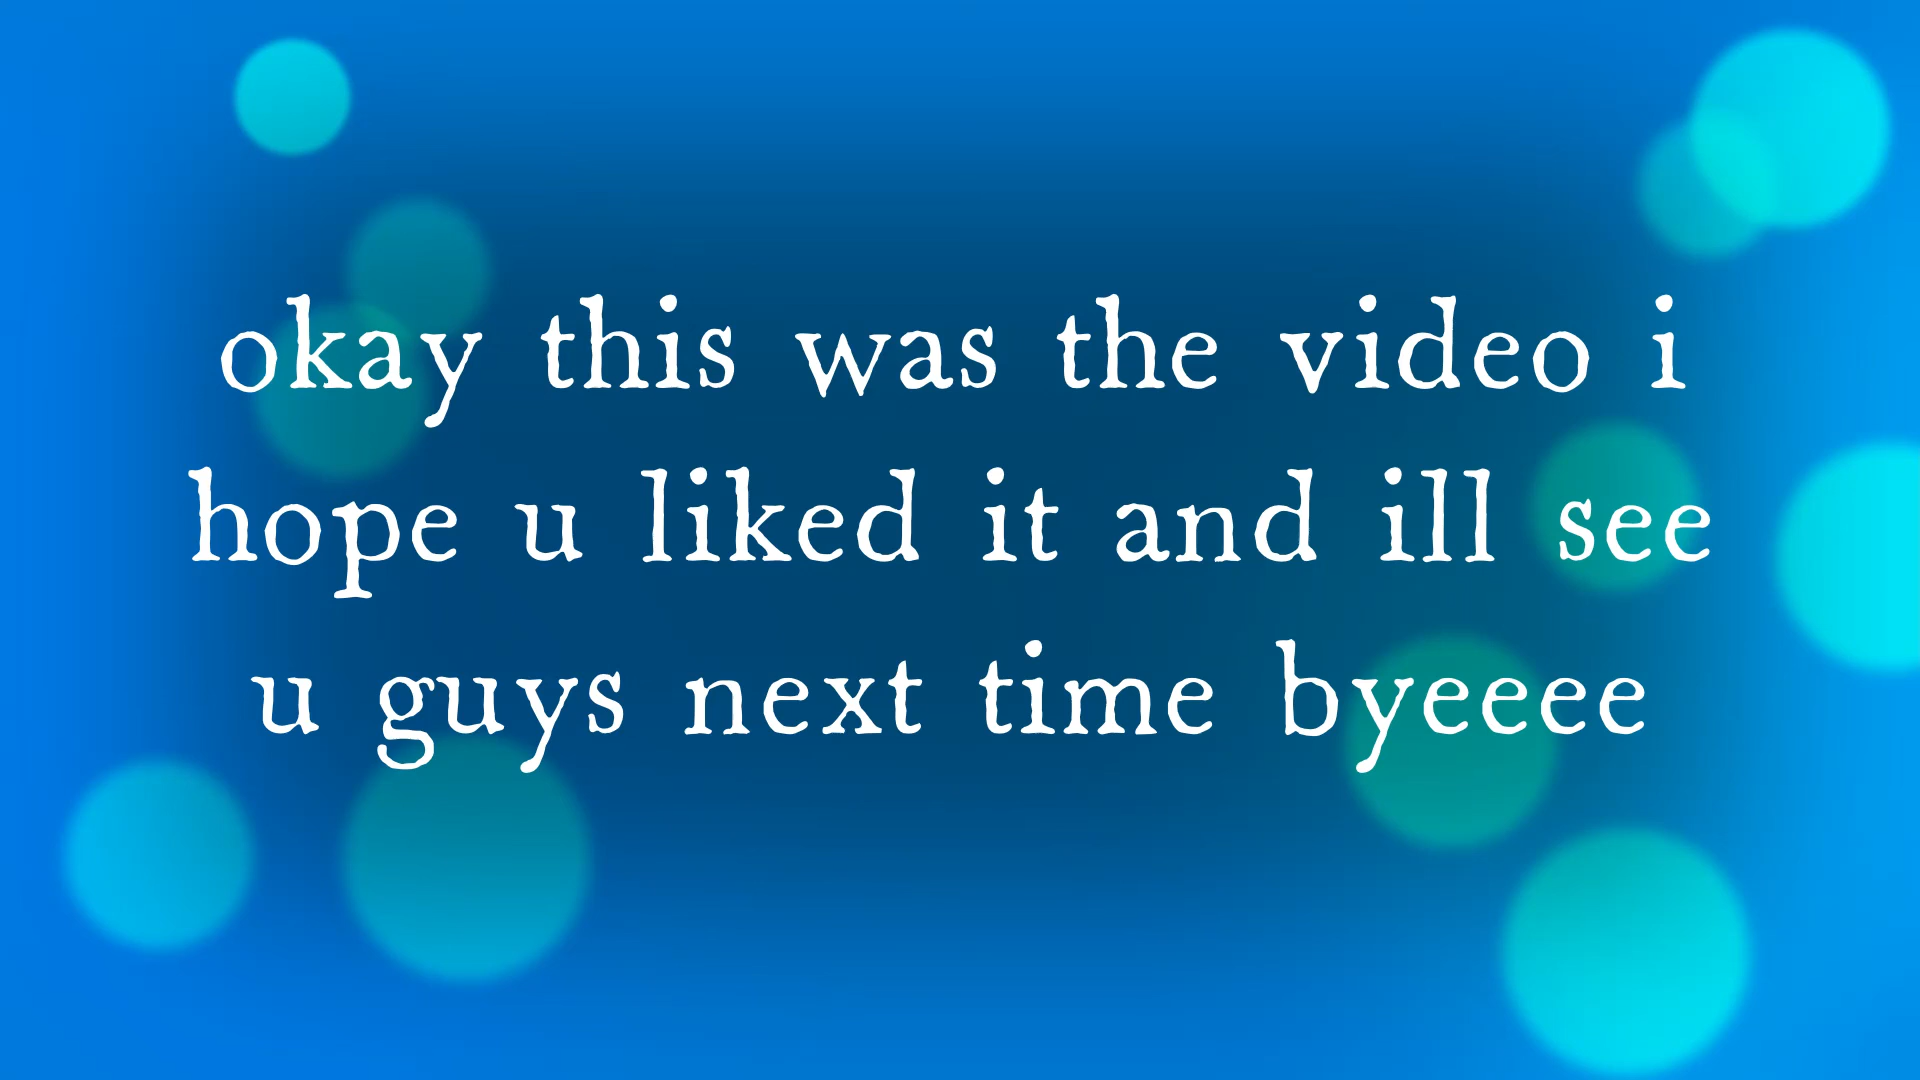 okay this was the video i
hope u liked it and ill see
u guys next time byeeee